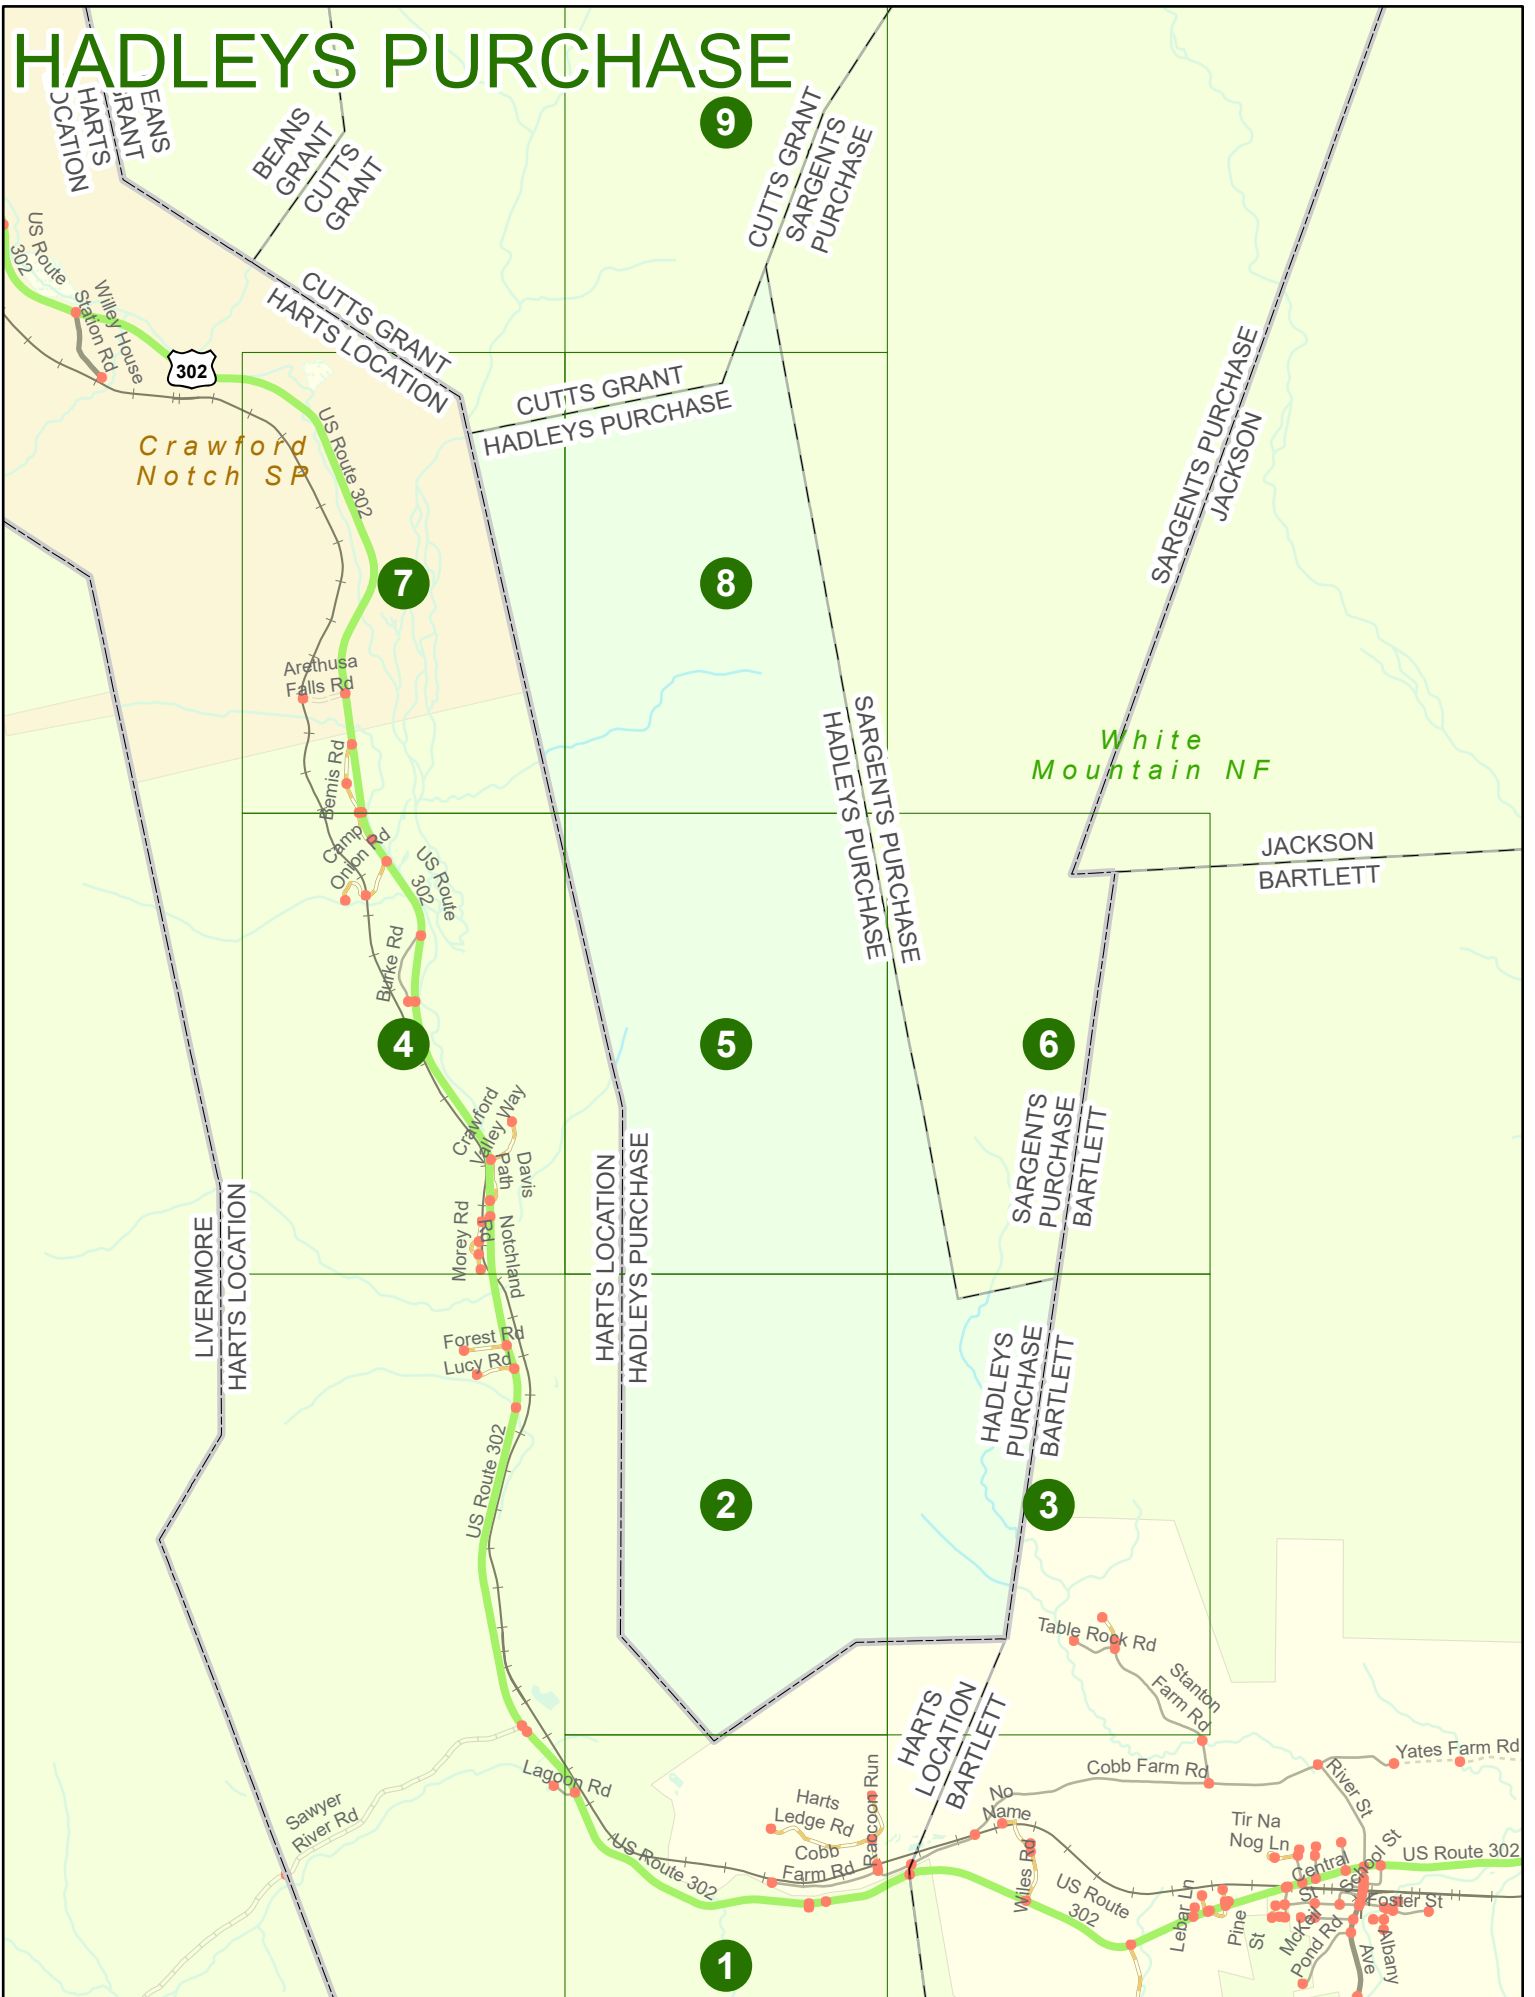 HADLEYS PURCHASE
EANS
GRANT
HARTS
LOCATION
BEANS
GRANT
CUTTS
GRANT
9
CUTTS GRANT
SARGENTS
PURCHASE
US Route
302
Willey House
Station Rd
302
CUTTS GRANT
HARTS LOCATION
CUTTS GRANT
HADLEYS PURCHASE
SARGENTS PURCHASE
JACKSON
Crawford
Notch SP
US Route 302
7
8
Arethusa
Falls Rd
SARGENTS PURCHASE
HADLEYS PURCHASE
White
Mountain NF
Bemis Rd
Camp
Onion Rd
US Route
302
JACKSON
BARTLETT
Burke Rd
4
5
6
Crawford
Valley Way
Davis
Path
SARGENTS
PURCHASE
BARTLETT
HARTS LOCATION
HADLEYS PURCHASE
LIVERMORE
HARTS LOCATION
Morey Rd
Notchland
Rd
Forest Rd
Lucy Rd
HADLEYS
PURCHASE
BARTLETT
US Route 302
2
3
Table Rock Rd
Stanton
Farm Rd
HARTS
LOCATION
BARTLETT
Lagoon Rd
Sawyer
River Rd
Harts
Ledge Rd
Raccoon Run
Cobb
Farm Rd
No
Name
Cobb Farm Rd
Yates Farm Rd
River St
Tir Na
Nog Ln
School St
US Route 302
Central
St
US Route 302
Wiles Rd
US Route
302
Lebar Ln
Pine
St
McKeil
Pond Rd
Foster St
Albany
Ave
1